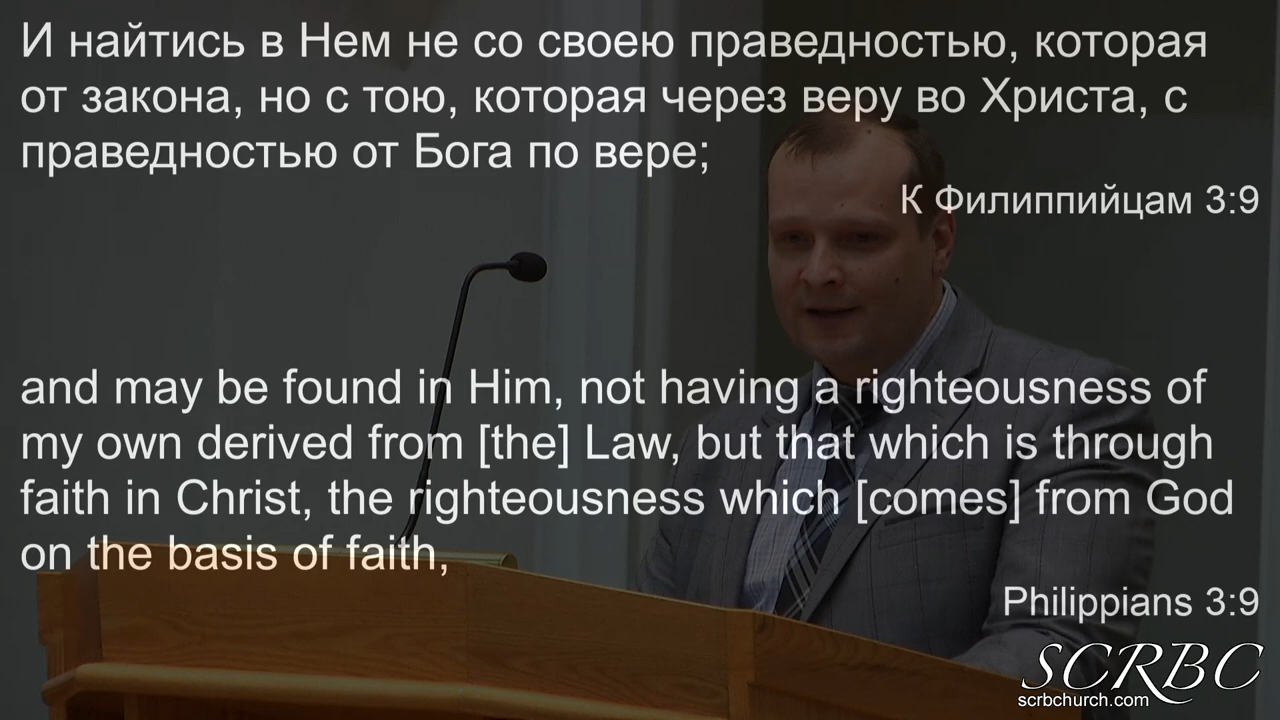 И найтись в Нем не со своею праведностью, которая
от закона, но с тою, которая через веру во Христа, с
праведностью от Бога по вере;
К Филиппийцам 3:9
and may be found in Him, not having a righteousness of
my own derived from [the] Law, but that which is through
faith in Christ, the righteousness which [comes] from God
on the basis of faith,
Philippians 3:9
SCRBC
scrbchurch.com